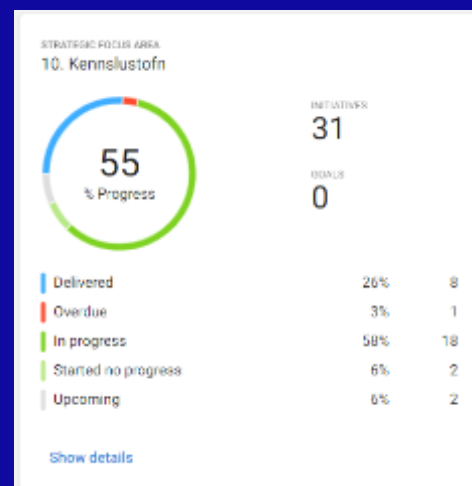 STRATEGIC FOCUS AREA
10. Kennslustofn
INITIATIVES
31
GOALS
0
55
% Progress
Delivered 26% 8
Overdue 3% 1
In progress 58% 18
Started no progress 6% 2
Upcoming 6% 2
Show details